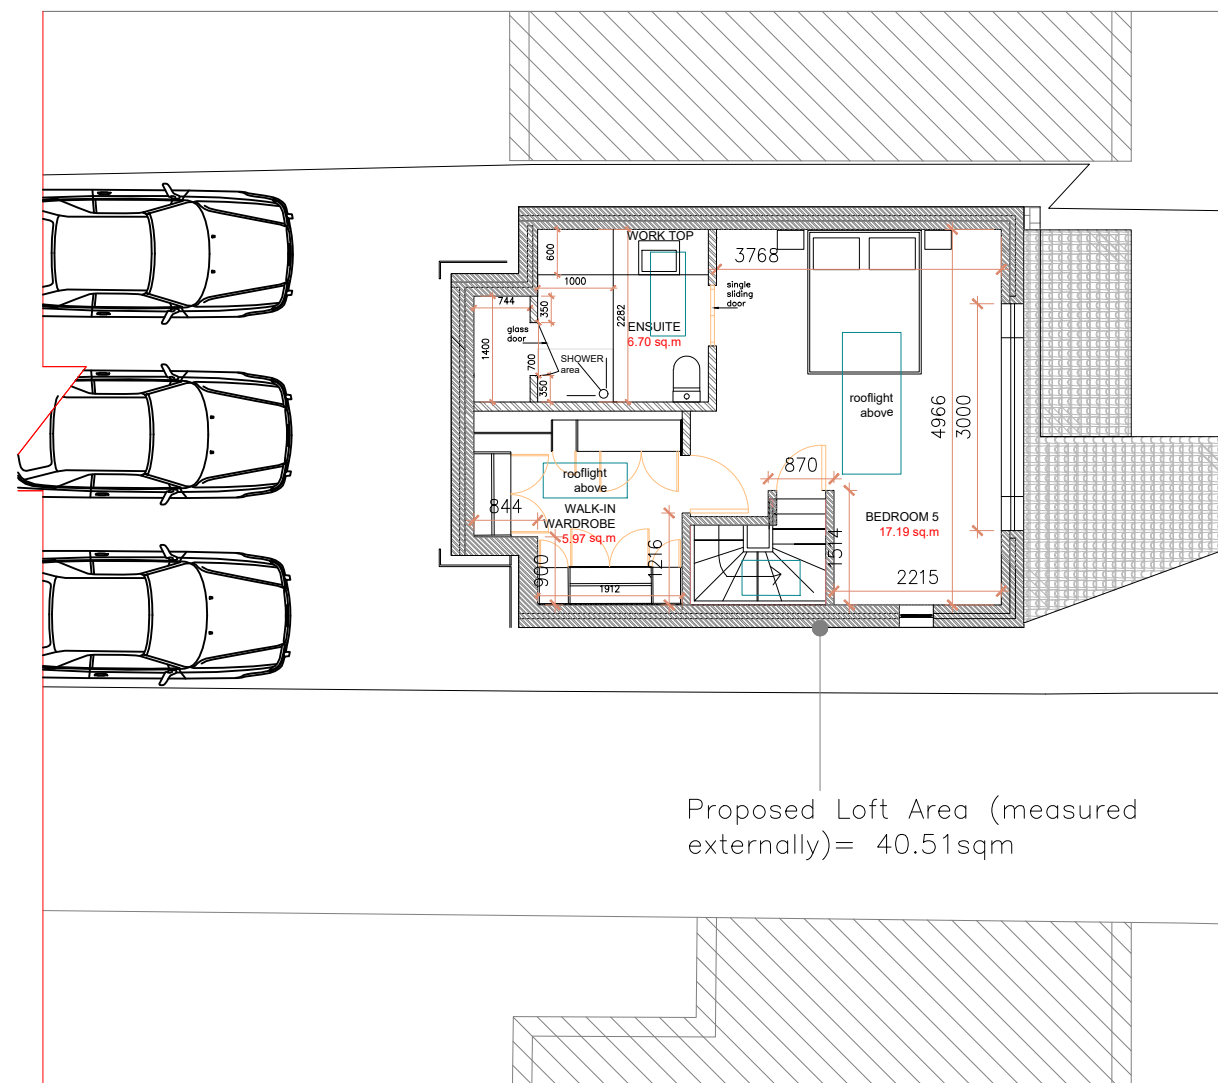 WORK TOP
600
3768
1000
single
sliding
door
744
350
2282
ENSUITE
6.70 sq.m
glass
door
1400
700
SHOWER
area
350
rooflight
above
4966
3000
870
rooflight
above
844
WALK-IN
WARDROBE
5.97 sq.m
BEDROOM 5
17.19 sq.m
1514
1216
900
1912
2215
Proposed Loft Area (measured
externally)= 40.51sqm